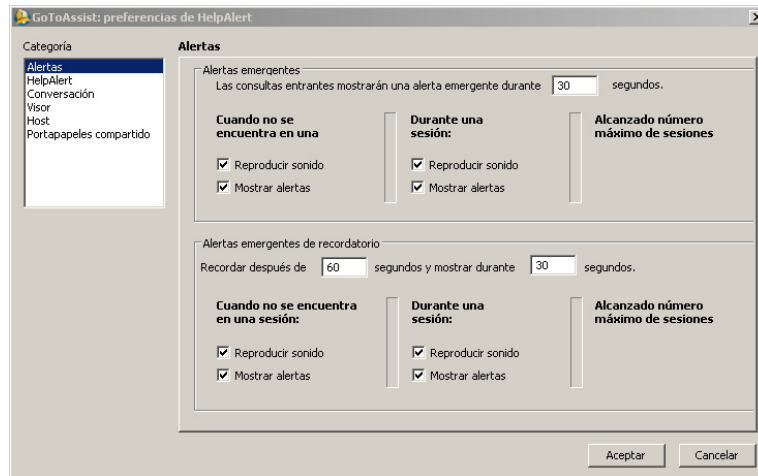 GoToAssist: preferencias de HelpAlert
Categoría
Alertas
HelpAlert
Conversación
Visor
Host
Portapapeles compartido
Alertas
Alertas emergentes
Las consultas entrantes mostrarán una alerta emergente durante 30 segundos.
Cuando no se
encuentra en una
Reproducir sonido
Mostrar alertas
Durante una
sesión:
Reproducir sonido
Mostrar alertas
Alcanzado número
máximo de sesiones
Alertas emergentes de recordatorio
Recordar después de 60 segundos y mostrar durante 30 segundos.
Cuando no se encuentra
en una sesión:
Reproducir sonido
Mostrar alertas
Durante una
sesión:
Reproducir sonido
Mostrar alertas
Alcanzado número
máximo de sesiones
Aceptar
Cancelar